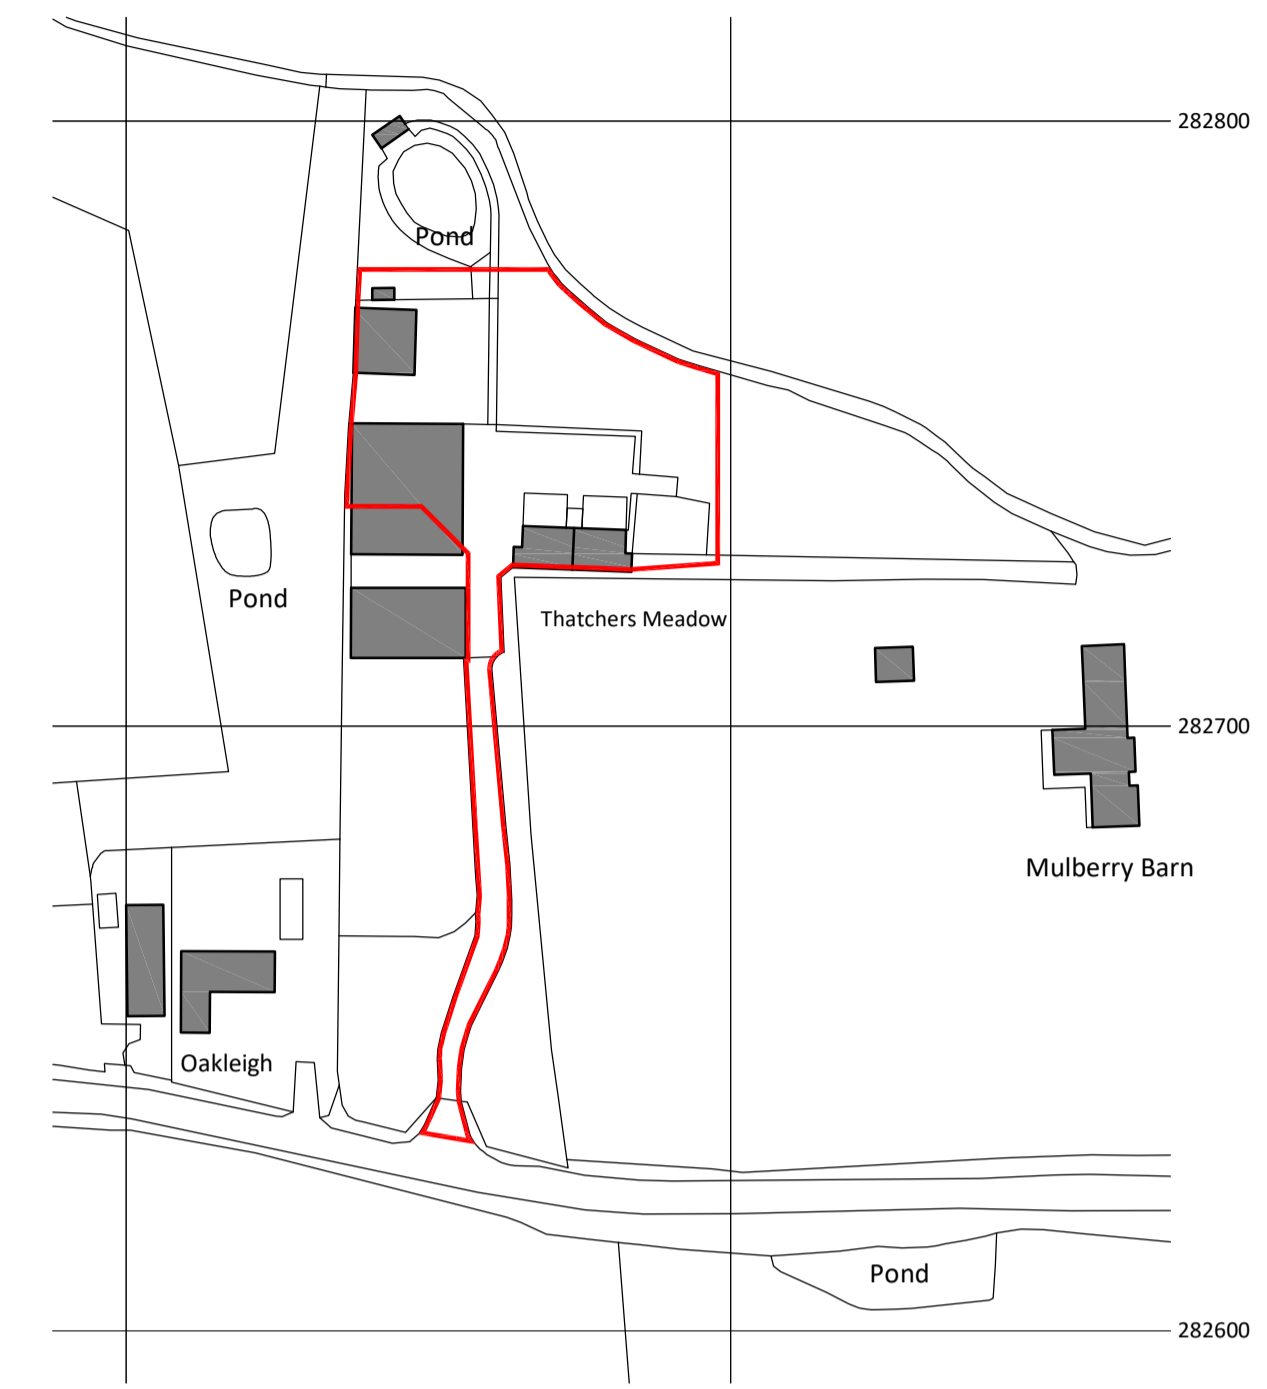 282800
Pond
Pond
Thatchers Meadow
282700
Mulberry Barn
Oakleigh
Pond
282600